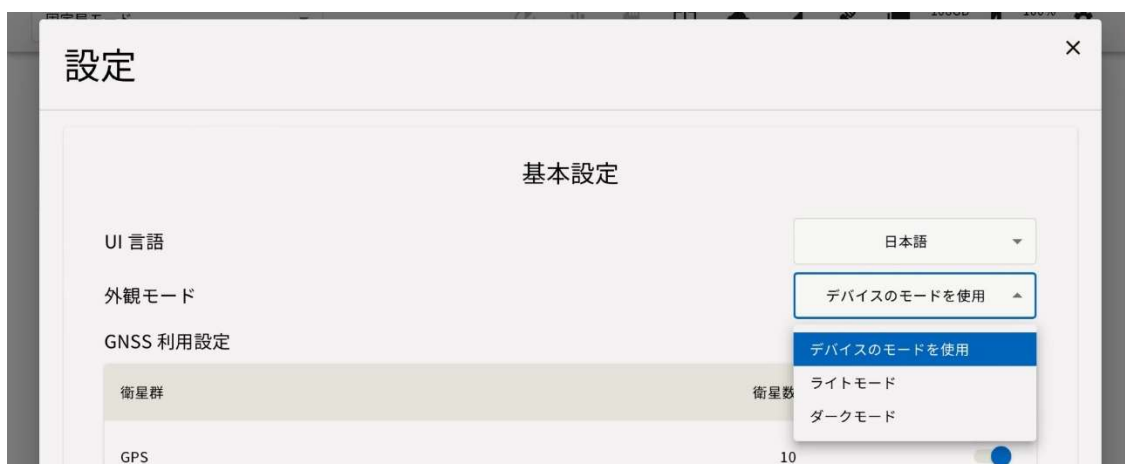 設定
×
基本設定
UI 言語
日本語
外観モード
デバイスのモードを使用
GNSS 利用設定
デバイスのモードを使用
ライトモード
ダークモード
衛星群
衛星数
GPS
10